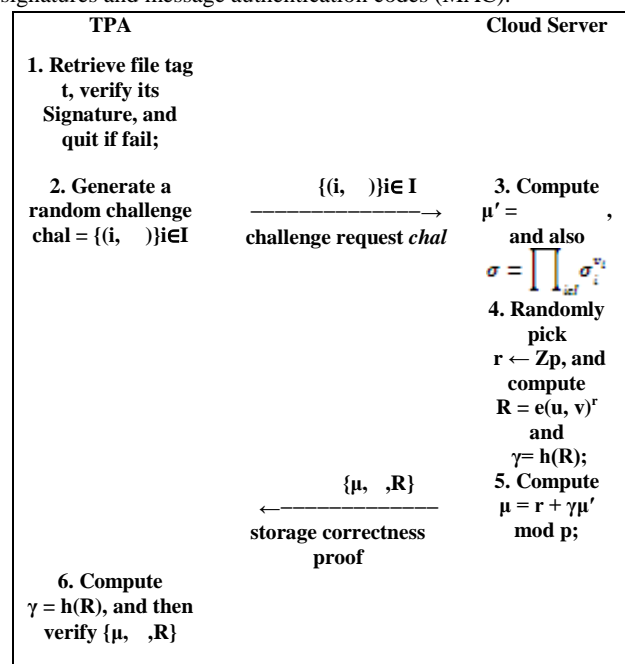 signatures and message authentication codes (MAC).
TPA
Cloud Server
1. Retrieve file tag
t, verify its
Signature, and
quit if fail;
2. Generate a
random challenge
chal = {(i, )}i∈I
{(i, )}i∈ I
——————————→
challenge request chal
3. Compute
μ′ = ,
and also
σ = ∏_{i∈I} σ_i^{v_i}
4. Randomly
pick
r ← Zp, and
compute
R = e(u, v)^r
and
γ= h(R);
{μ, ,R}
←——————————
storage correctness
proof
5. Compute
μ = r + γμ′
mod p;
6. Compute
γ = h(R), and then
verify {μ, ,R}